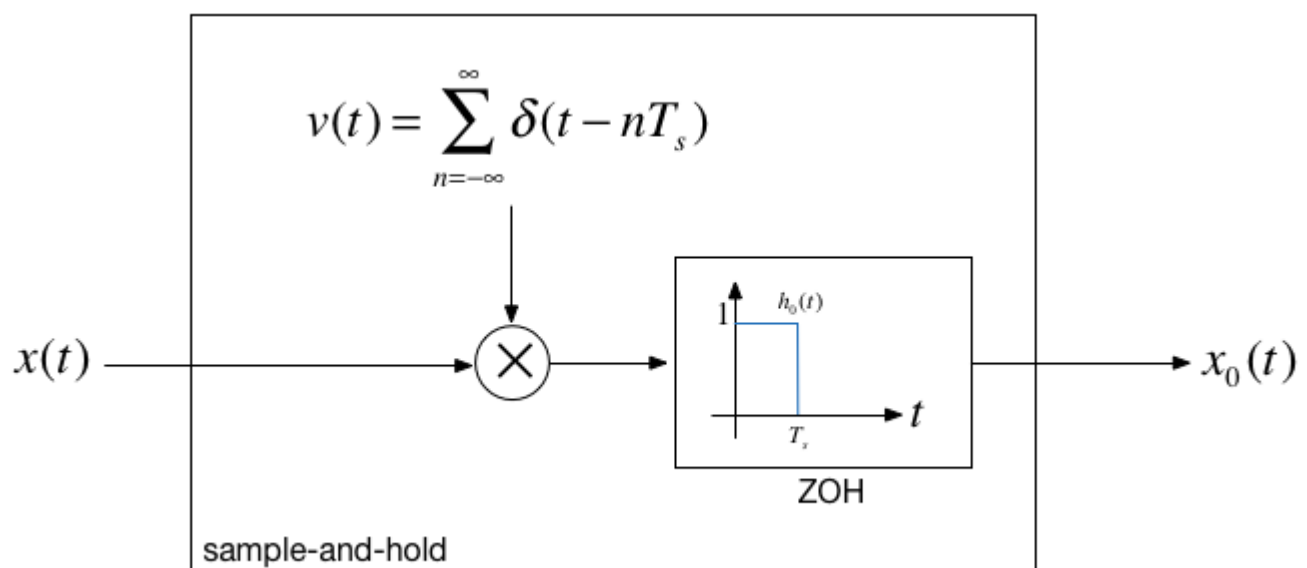 ∞
v(t) = ∑ δ(t − nT_s)
n=−∞
h_0(t)
1
x(t)
×
x_0(t)
t
T_s
ZOH
sample-and-hold